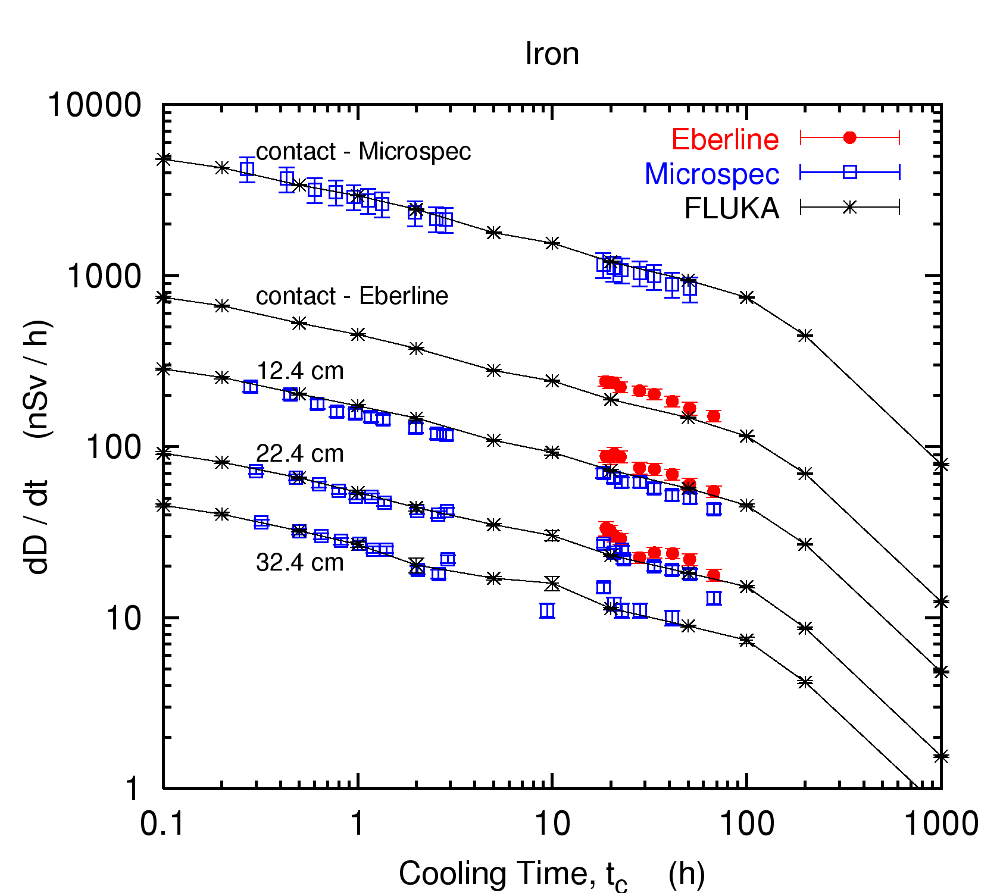 Iron
10000
1000
100
10
1
dD / dt (nSv / h)
Eberline
Microspec
FLUKA
contact - Microspec
contact - Eberline
12.4 cm
22.4 cm
32.4 cm
0.1 1 10 100 1000
Cooling Time, tc (h)